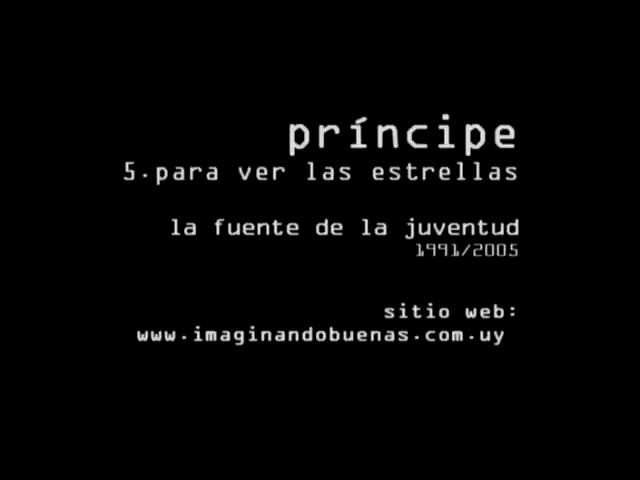 príncipe
5.para ver las estrellas
la fuente de la juventud
1991/2005
sitio web:
www.imaginandobuenas.com.uy